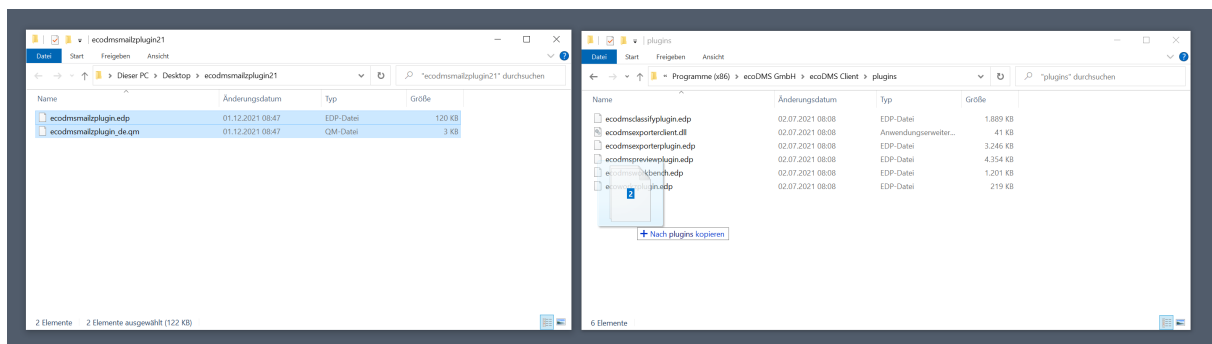 ecodmsmailzplugin21
Datei Start Freigeben Ansicht
Dieser PC > Desktop > ecodmsmailzplugin21
"ecodmsmailzplugin21" durchsuchen
Name Änderungsdatum Typ Größe
ecodmsmailzplugin.edp 01.12.2021 08:47 EDP-Datei 120 KB
ecodmsmailzplugin_de.qm 01.12.2021 08:47 QM-Datei 3 KB
2 Elemente 2 Elemente ausgewählt (122 KB)
plugins
Datei Start Freigeben Ansicht
« Programme (x86) > ecoDMS GmbH > ecoDMS Client > plugins
"plugins" durchsuchen
Name Änderungsdatum Typ Größe
ecodmsclassifyplugin.edp 02.07.2021 08:08 EDP-Datei 1.889 KB
ecodmsexporterclient.dll 02.07.2021 08:08 Anwendungserweiter... 41 KB
ecodmsexporterplugin.edp 02.07.2021 08:08 EDP-Datei 3.246 KB
ecodmspreviewplugin.edp 02.07.2021 08:08 EDP-Datei 4.354 KB
ecodmsworkbench.edp 02.07.2021 08:08 EDP-Datei 1.201 KB
02.07.2021 08:08 EDP-Datei 219 KB
2
+ Nach plugins kopieren
6 Elemente